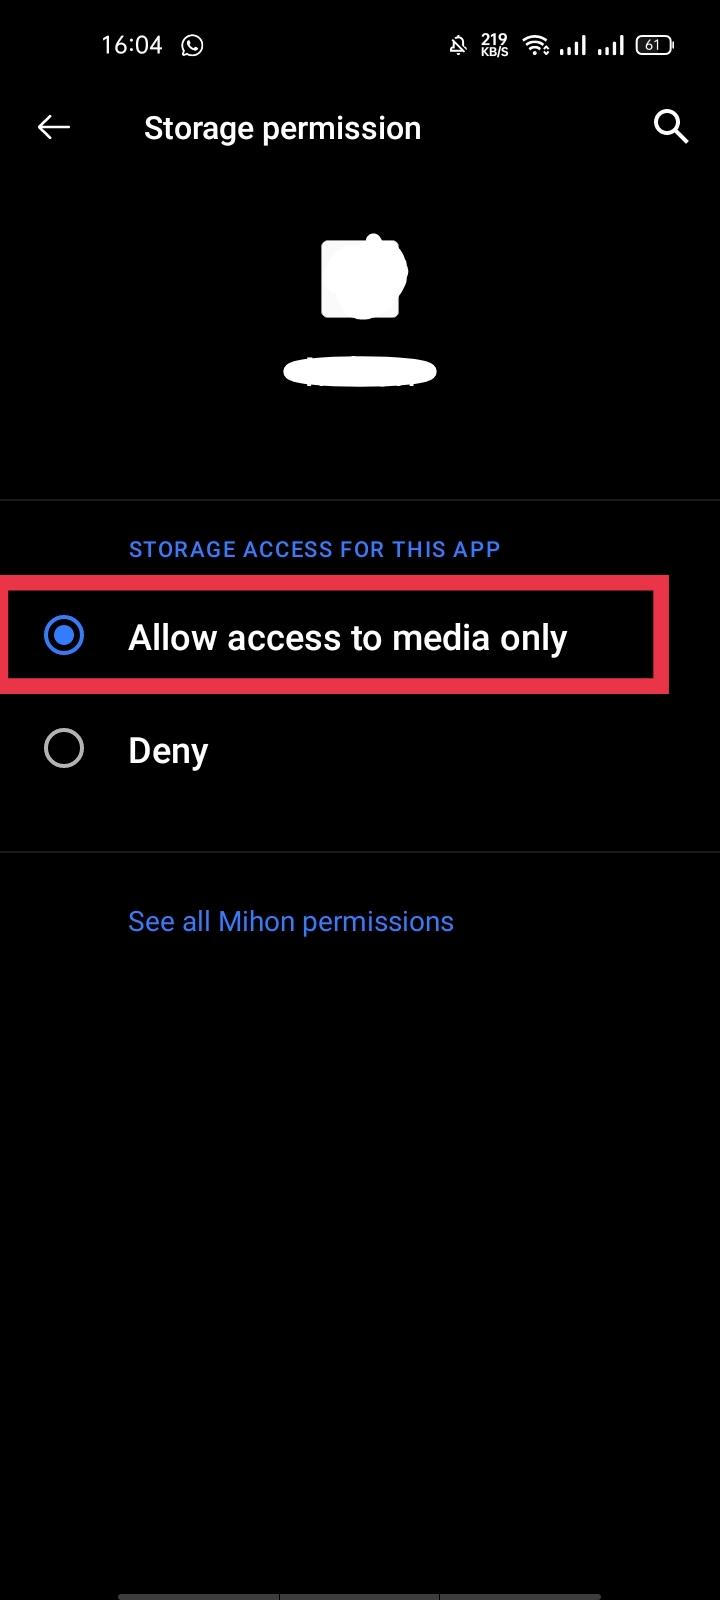 16:04
219
KB/S
61
Storage permission
STORAGE ACCESS FOR THIS APP
Allow access to media only
Deny
See all Mihon permissions